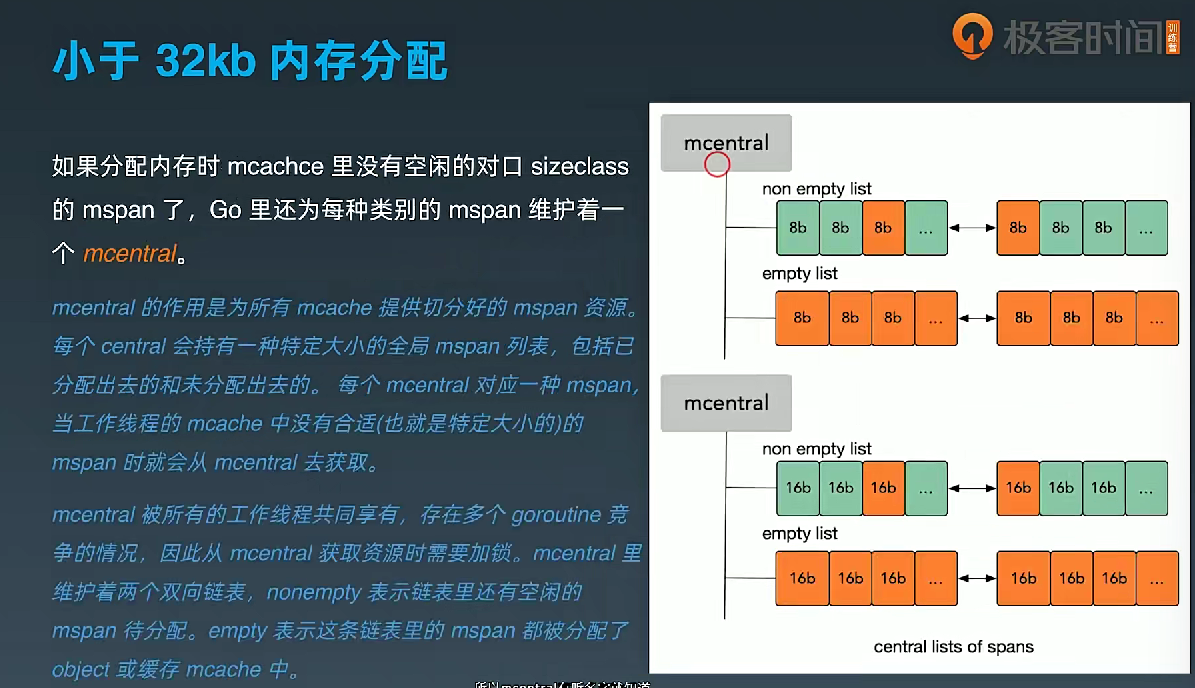 小于 32kb 内存分配
极客时间 训练营
如果分配内存时 mcachce 里没有空闲的对口 sizeclass
的 mspan 了，Go 里还为每种类别的 mspan 维护着一
个 mcentral。
mcentral 的作用是为所有 mcache 提供切分好的 mspan 资源。
每个 central 会持有一种特定大小的全局 mspan 列表，包括已
分配出去的和未分配出去的。 每个 mcentral 对应一种 mspan，
当工作线程的 mcache 中没有合适(也就是特定大小的)的
mspan 时就会从 mcentral 去获取。
mcentral 被所有的工作线程共同享有，存在多个 goroutine 竞
争的情况，因此从 mcentral 获取资源时需要加锁。mcentral 里
维护着两个双向链表，nonempty 表示链表里还有空闲的
mspan 待分配。empty 表示这条链表里的 mspan 都被分配了
object 或缓存 mcache 中。
mcentral
non empty list
8b 8b 8b ... 8b 8b 8b ...
empty list
8b 8b 8b ... 8b 8b 8b ...
mcentral
non empty list
16b 16b 16b ... 16b 16b 16b ...
empty list
16b 16b 16b ... 16b 16b 16b ...
central lists of spans